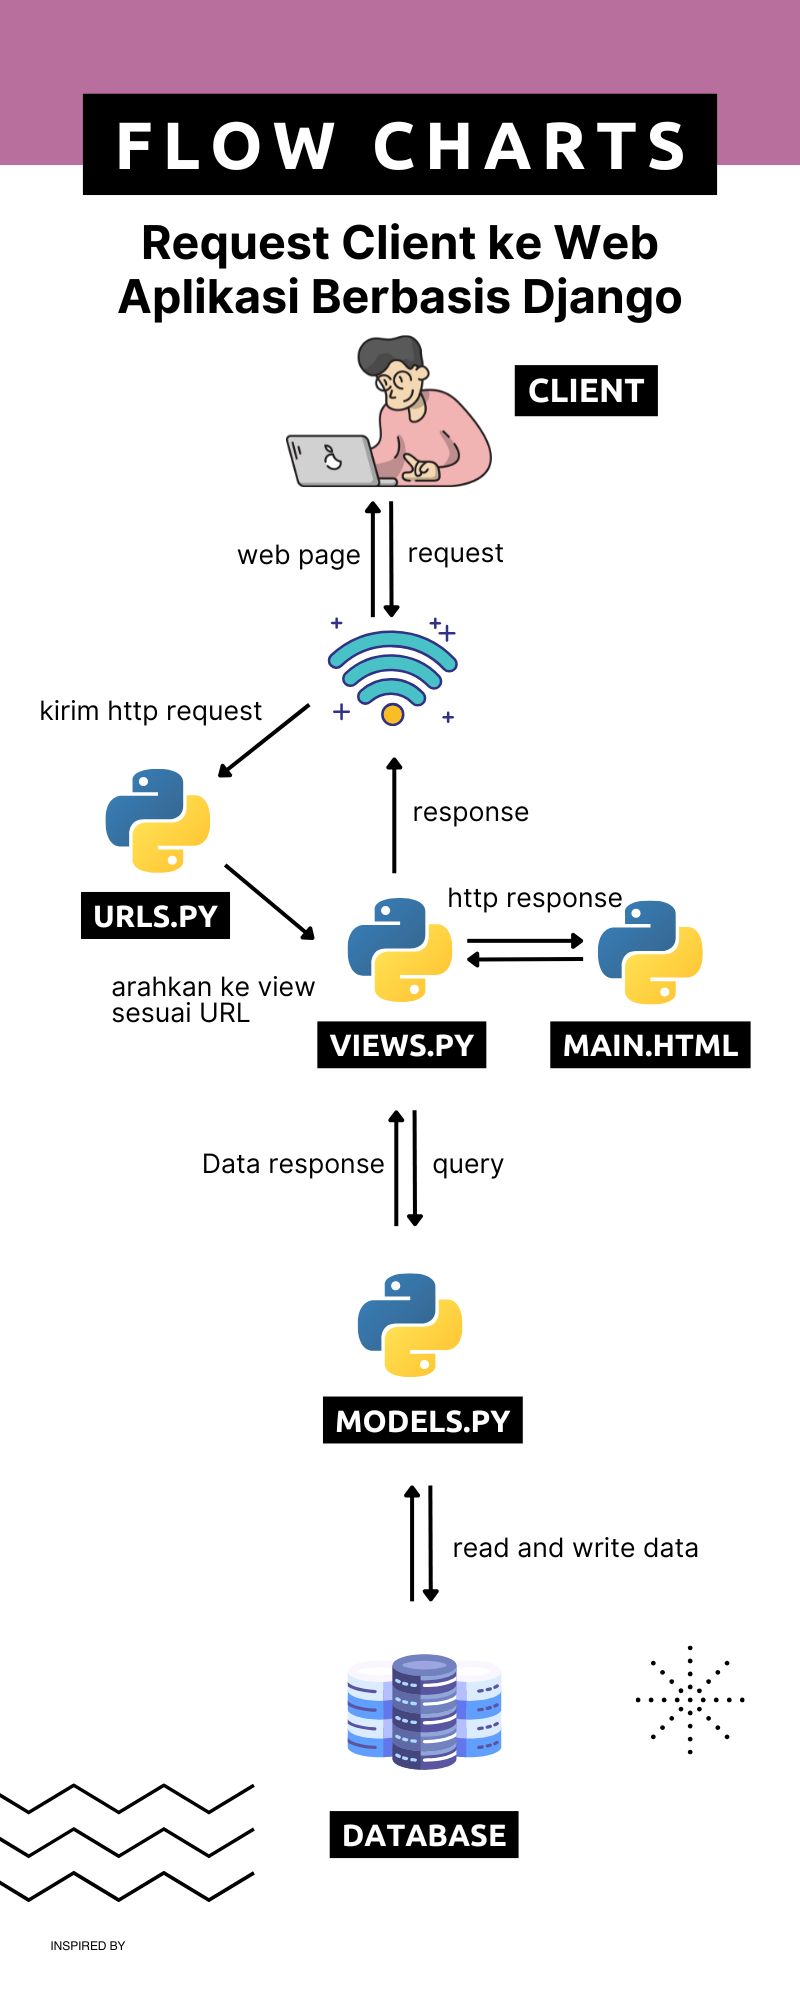 FLOW CHARTS
Request Client ke Web
Aplikasi Berbasis Django
CLIENT
web page
request
kirim http request
response
http response
URLS.PY
arahkan ke view
sesuai URL
VIEWS.PY
MAIN.HTML
Data response
query
MODELS.PY
read and write data
DATABASE
INSPIRED BY